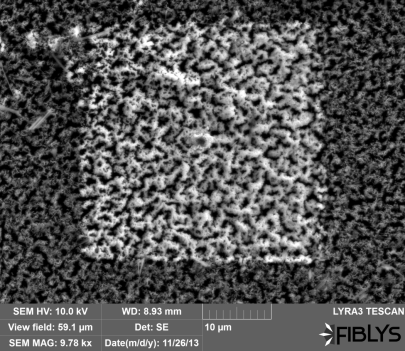 SEM HV: 10.0 kV WD: 8.93 mm LYRA3 TESCAN
View field: 59.1 µm Det: SE 10 µm
SEM MAG: 9.78 kx Date(m/d/y): 11/26/13 FIBLYS